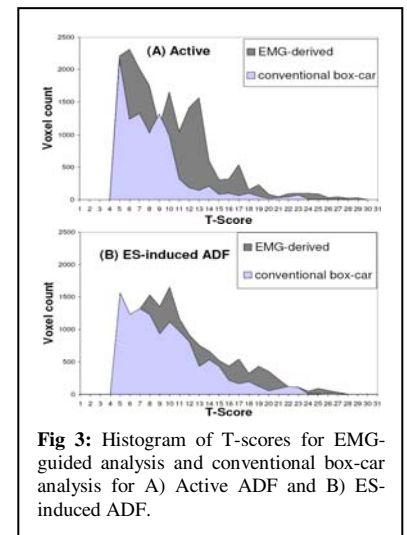 2500
2000
1500
1000
500
0
Voxel count
(A) Active
EMG-derived
conventional box-car
1 2 3 4 5 6 7 8 9 10 11 12 13 14 15 16 17 18 19 20 21 22 23 24 25 26 27 28 29 30 31
T-Score
2500
2000
1500
1000
500
0
Voxel count
(B) ES-induced ADF
EMG-derived
conventional box-car
1 2 3 4 5 6 7 8 9 10 11 12 13 14 15 16 17 18 19 20 21 22 23 24 25 26 27 28 29 30 31
T-Score
Fig 3: Histogram of T-scores for EMG-
guided analysis and conventional box-car
analysis for A) Active ADF and B) ES-
induced ADF.